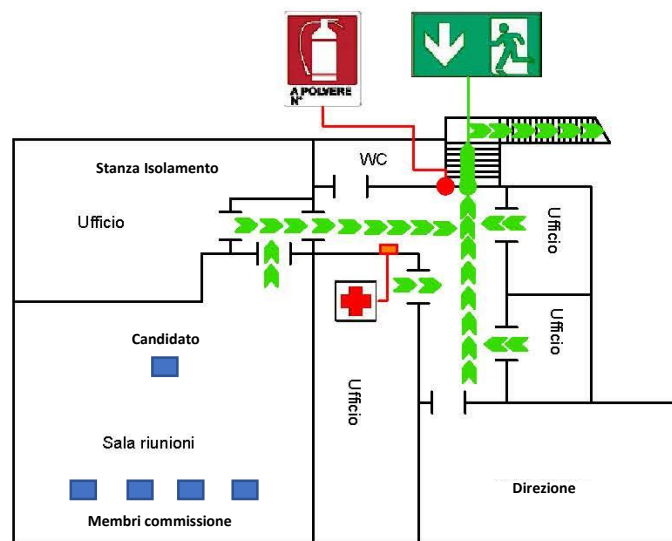 A POLVERE
N°
WC
Stanza Isolamento
Ufficio
Ufficio
Candidato
Ufficio
Ufficio
Sala riunioni
Direzione
Membri commissione